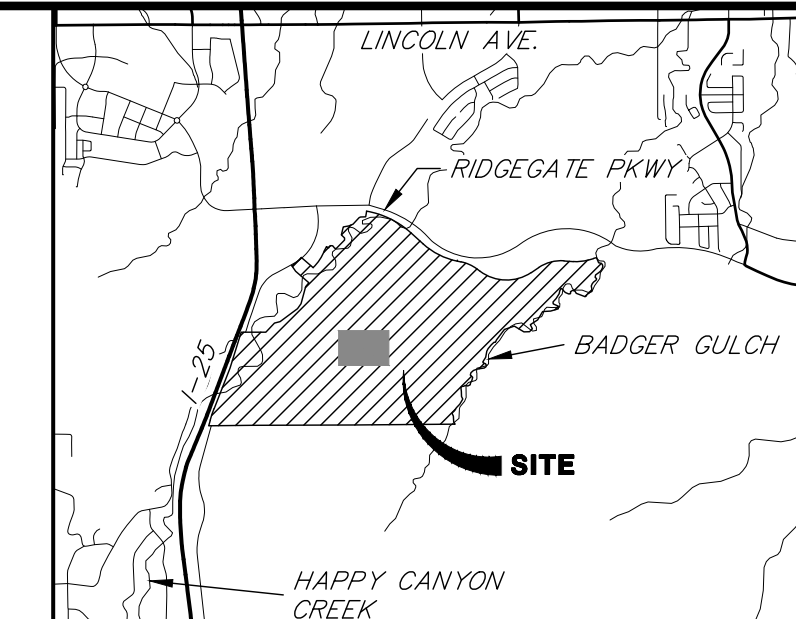 LINCOLN AVE.
RIDGEGATE PKWY
BADGER GULCH
I-25
SITE
HAPPY CANYON
CREEK